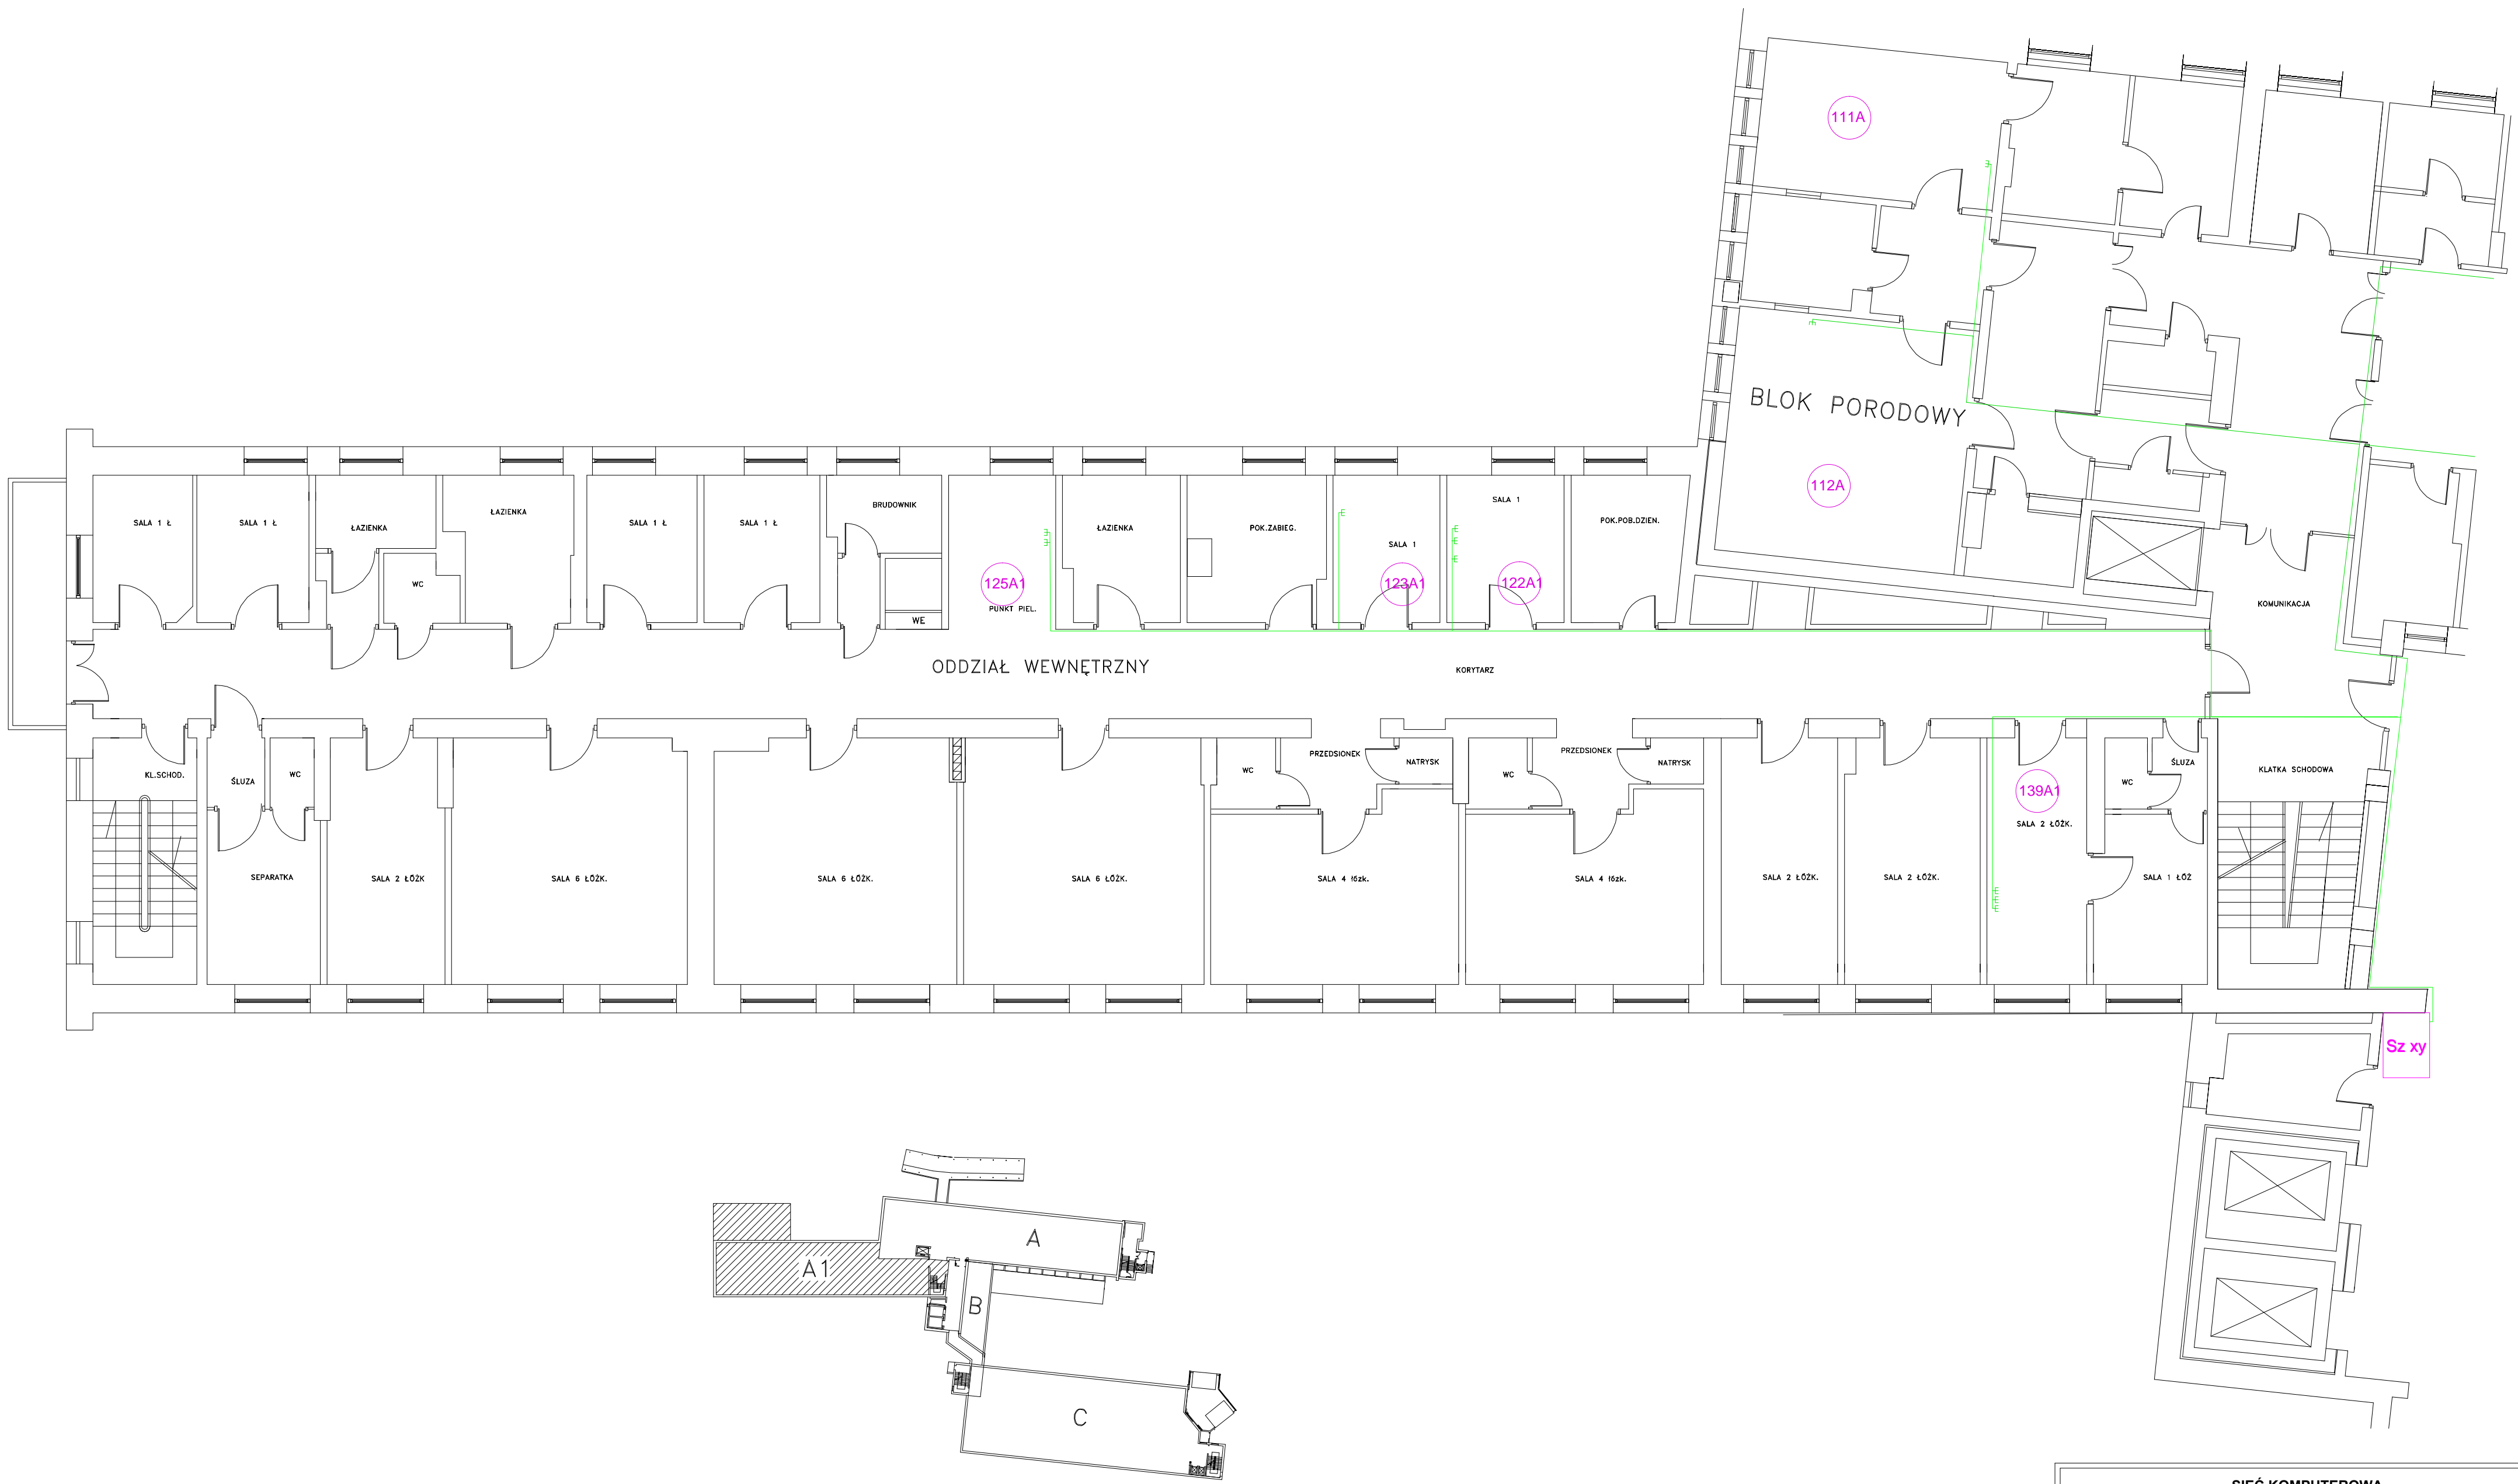 111A
BLOK PORODOWY
112A
SALA 1 Ł
SALA 1 Ł
ŁAZIENKA
ŁAZIENKA
WC
SALA 1 Ł
SALA 1 Ł
BRUDOWNIK
WE
125A1
PUNKT PIEL.
ŁAZIENKA
POK.ZABIEG.
SALA 1
123A1
SALA 1
122A1
POK.POB.DZIEN.
KOMUNIKACJA
ODDZIAŁ WEWNĘTRZNY
KORYTARZ
KL.SCHOD.
ŚLUZA
WC
SEPARATKA
SALA 2 ŁÓŻK
SALA 6 ŁÓŻK.
SALA 6 ŁÓŻK.
SALA 6 ŁÓŻK.
WC
PRZEDSIONEK
NATRYSK
SALA 4 łózk.
WC
PRZEDSIONEK
NATRYSK
SALA 4 łózk.
SALA 2 ŁÓŻK.
SALA 2 ŁÓŻK.
139A1
SALA 2 ŁÓŻK.
WC
ŚLUZA
SALA 1 ŁÓŻ
KLATKA SCHODOWA
Sz xy
A
A1
B
C
SIEĆ KOMPUTEROWA